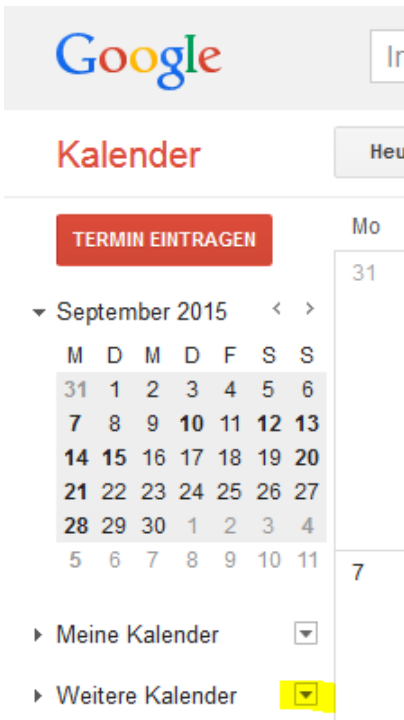 Google
Kalender
TERMIN EINTRAGEN
Mo
31
September 2015 < >
M D M D F S S
31 1 2 3 4 5 6
7 8 9 10 11 12 13
14 15 16 17 18 19 20
21 22 23 24 25 26 27
28 29 30 1 2 3 4
5 6 7 8 9 10 11
7
Meine Kalender
Weitere Kalender